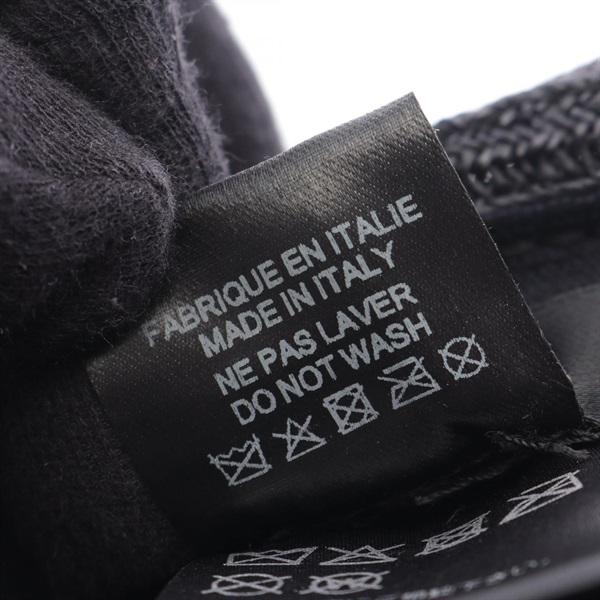 FABRIQUE EN ITALIE
MADE IN ITALY
NE PAS LAVER
DO NOT WASH